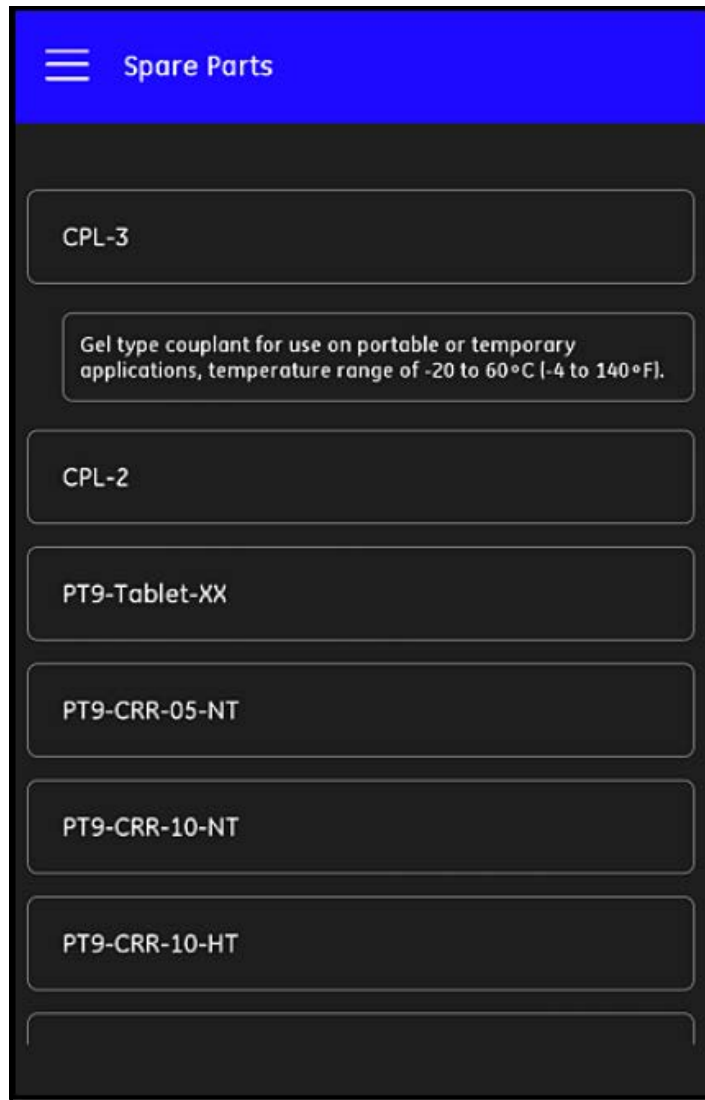 Spare Parts
CPL-3
Gel type couplant for use on portable or temporary
applications, temperature range of -20 to 60°C (-4 to 140°F).
CPL-2
PT9-Tablet-XX
PT9-CRR-05-NT
PT9-CRR-10-NT
PT9-CRR-10-HT